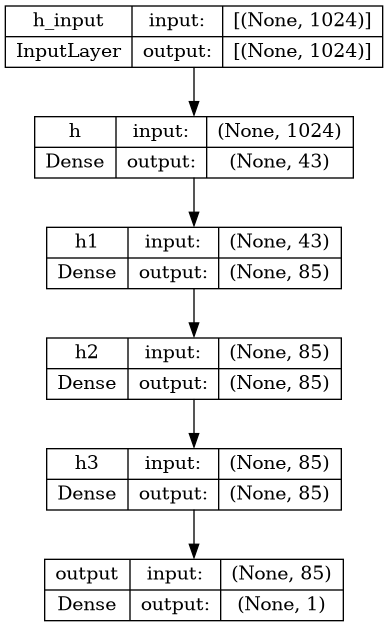 h_input input: [(None, 1024)]
InputLayer output: [(None, 1024)]
h input: (None, 1024)
Dense output: (None, 43)
h1 input: (None, 43)
Dense output: (None, 85)
h2 input: (None, 85)
Dense output: (None, 85)
h3 input: (None, 85)
Dense output: (None, 85)
output input: (None, 85)
Dense output: (None, 1)